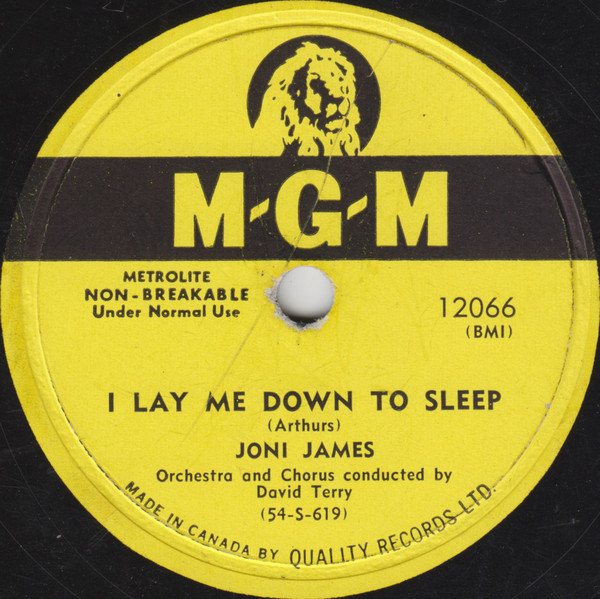 M-G-M
METROLITE
NON-BREAKABLE
Under Normal Use
12066
(BMI)
I LAY ME DOWN TO SLEEP
(Arthurs)
JONI JAMES
Orchestra and Chorus conducted by
David Terry
(54-S-619)
MADE IN CANADA BY QUALITY RECORDS LTD.